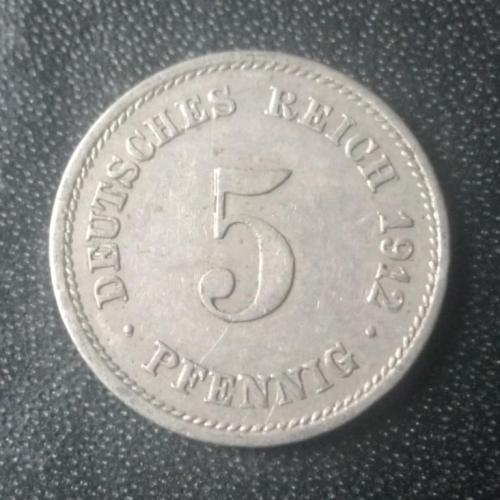 DEUTSCHES REICH 1912
5
· PFENNIG ·